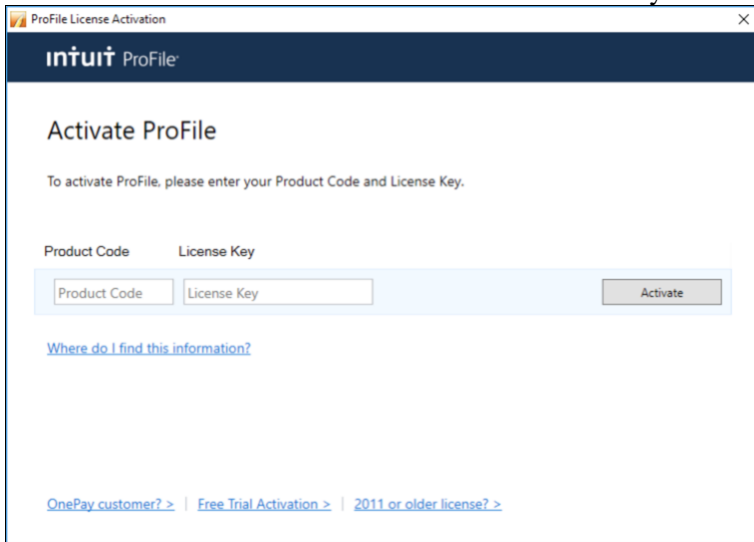 ProFile License Activation
ıntuıt ProFile
Activate ProFile
To activate ProFile, please enter your Product Code and License Key.
Product Code License Key
Product Code License Key Activate
Where do I find this information?
OnePay customer? > | Free Trial Activation > | 2011 or older license? >